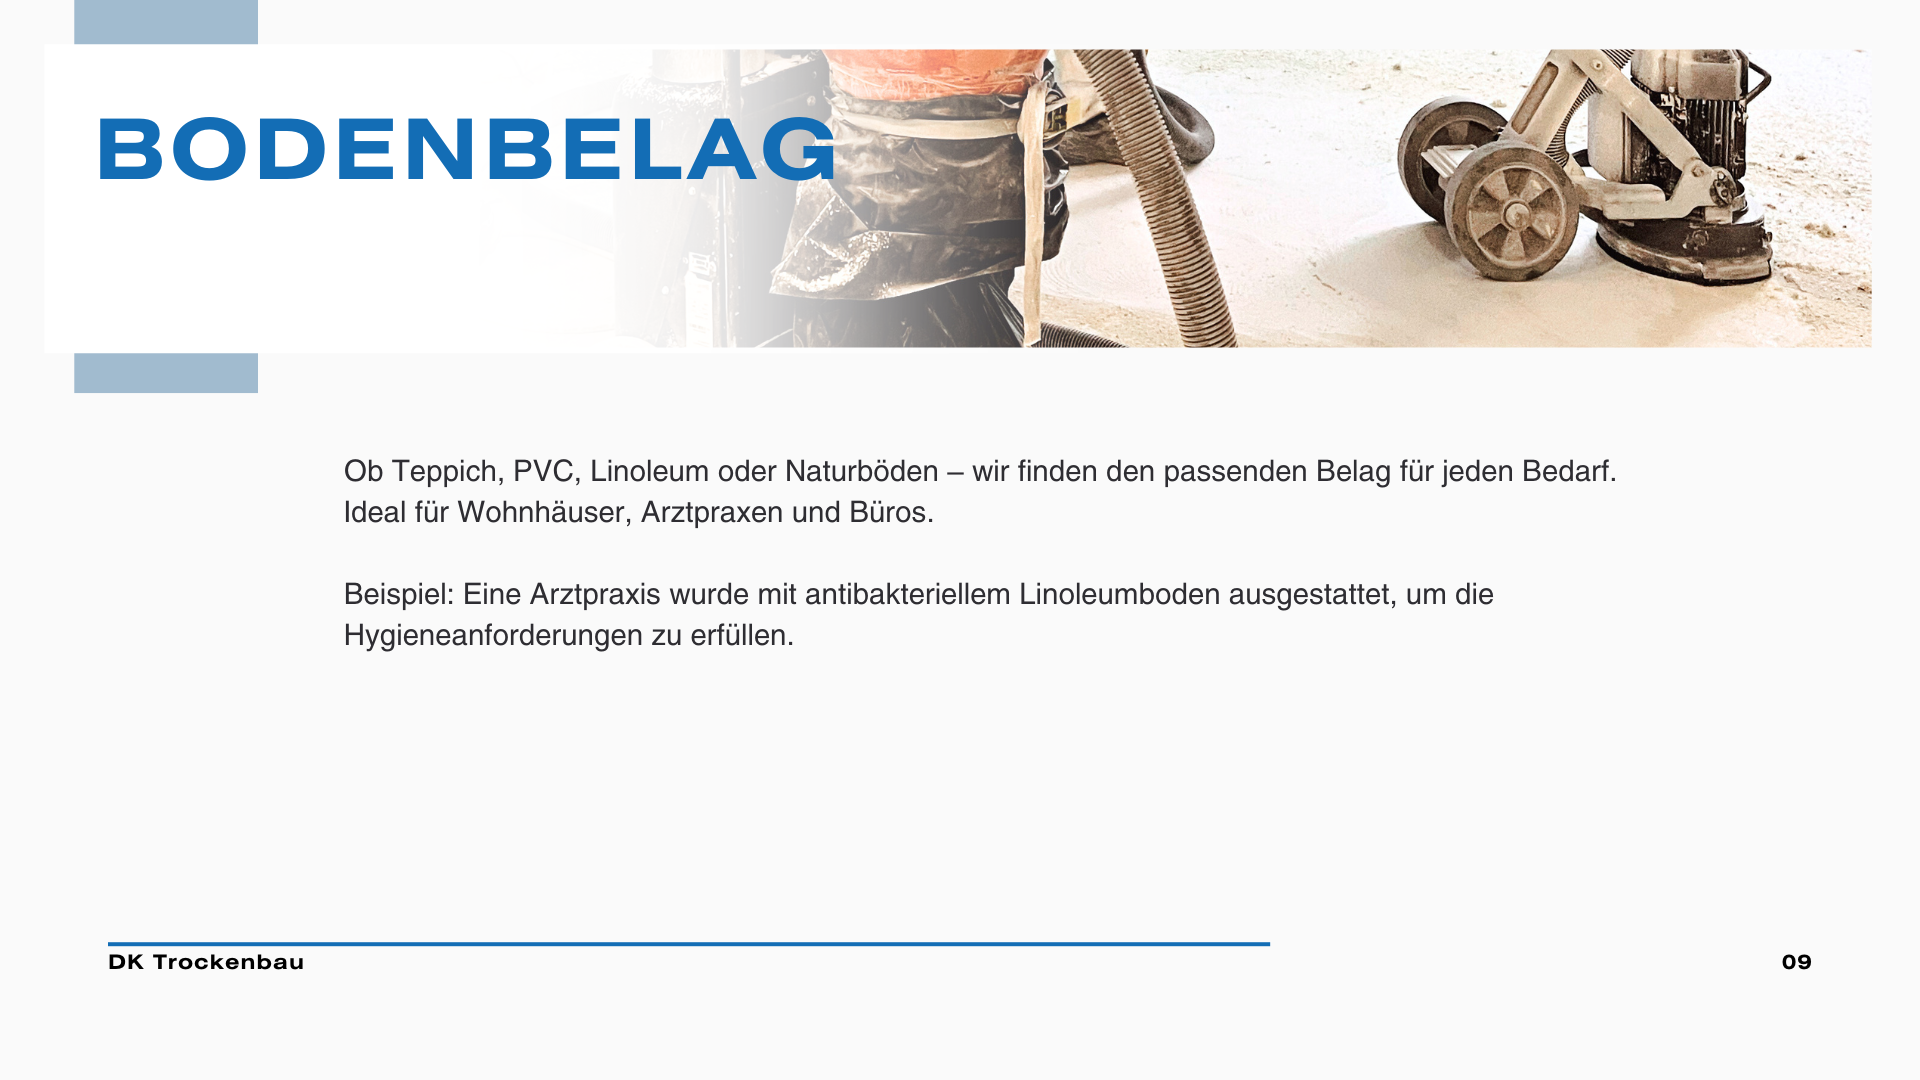 BODENBELAG
Ob Teppich, PVC, Linoleum oder Naturböden – wir finden den passenden Belag für jeden Bedarf.
Ideal für Wohnhäuser, Arztpraxen und Büros.
Beispiel: Eine Arztpraxis wurde mit antibakteriellem Linoleumboden ausgestattet, um die
Hygieneanforderungen zu erfüllen.
DK Trockenbau
09